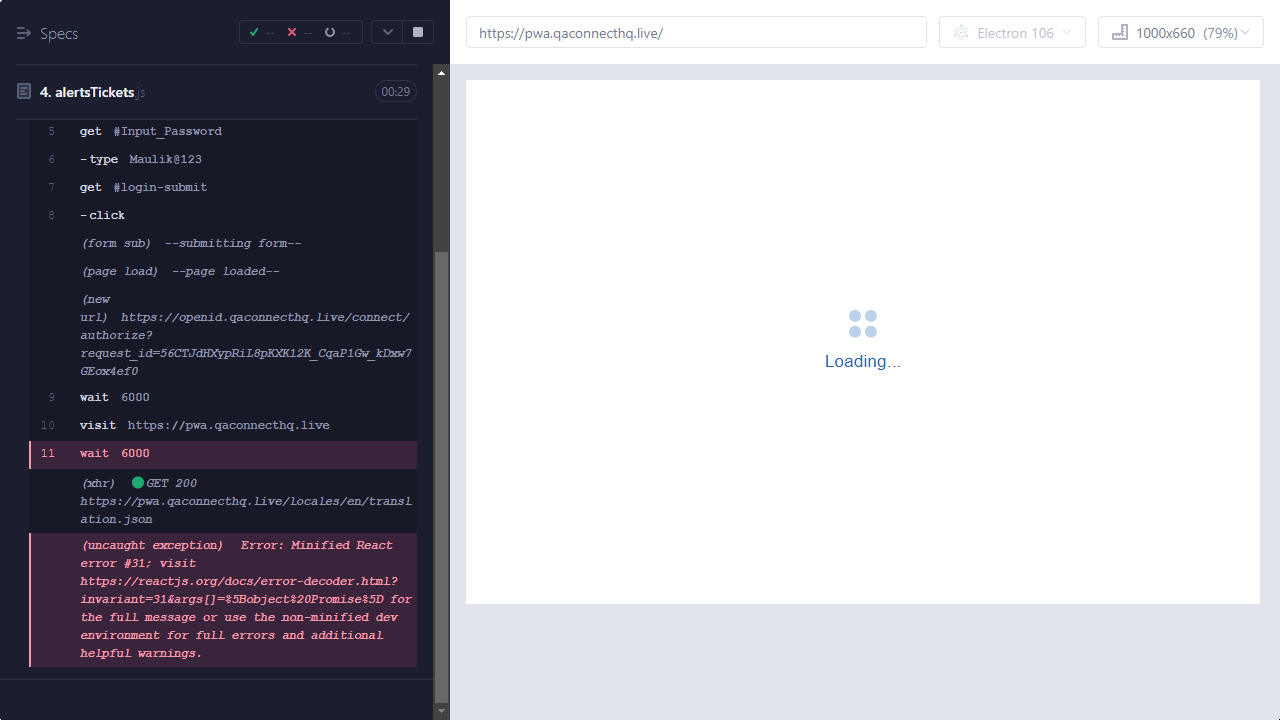 Specs
-- -- --
4. alertsTickets.js
00:29
5 get #Input_Password
6 -type Maulik@123
7 get #login-submit
8 -click
(form sub) --submitting form--
(page load) --page loaded--
(new
url) https://openid.qaconnecthq.live/connect/
authorize?
request_id=56CTJdHXypRiL8pKXK12K_CqaP1Gw_kDxw7
GEox4ef0
9 wait 6000
10 visit https://pwa.qaconnecthq.live
11 wait 6000
(xhr) GET 200
https://pwa.qaconnecthq.live/locales/en/transl
ation.json
(uncaught exception) Error: Minified React
error #31; visit
https://reactjs.org/docs/error-decoder.html?
invariant=31&args[]=%5Bobject%20Promise%5D for
the full message or use the non-minified dev
environment for full errors and additional
helpful warnings.
https://pwa.qaconnecthq.live/
Electron 106
1000x660 (79%)
Loading...